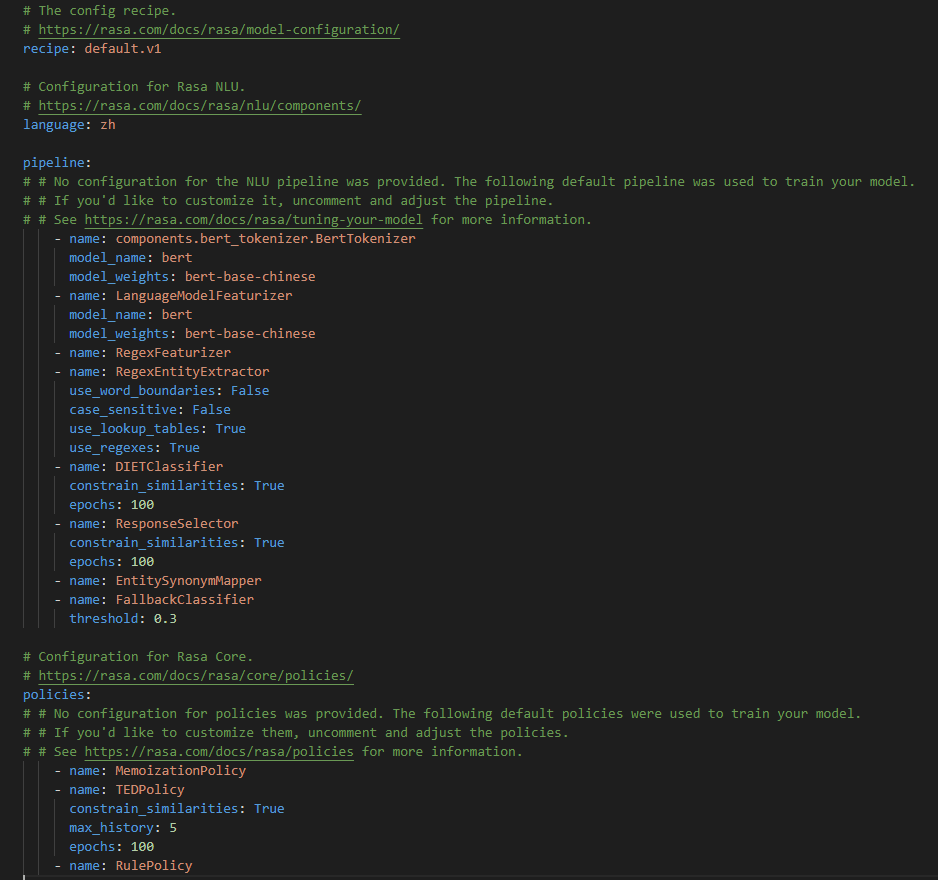 # The config recipe.
# https://rasa.com/docs/rasa/model-configuration/
recipe: default.v1
# Configuration for Rasa NLU.
# https://rasa.com/docs/rasa/nlu/components/
language: zh
pipeline:
# # No configuration for the NLU pipeline was provided. The following default pipeline was used to train your model.
# # If you'd like to customize it, uncomment and adjust the pipeline.
# # See https://rasa.com/docs/rasa/tuning-your-model for more information.
- name: components.bert_tokenizer.BertTokenizer
model_name: bert
model_weights: bert-base-chinese
- name: LanguageModelFeaturizer
model_name: bert
model_weights: bert-base-chinese
- name: RegexFeaturizer
- name: RegexEntityExtractor
use_word_boundaries: False
case_sensitive: False
use_lookup_tables: True
use_regexes: True
- name: DIETClassifier
constrain_similarities: True
epochs: 100
- name: ResponseSelector
constrain_similarities: True
epochs: 100
- name: EntitySynonymMapper
- name: FallbackClassifier
threshold: 0.3
# Configuration for Rasa Core.
# https://rasa.com/docs/rasa/core/policies/
policies:
# # No configuration for policies was provided. The following default policies were used to train your model.
# # If you'd like to customize them, uncomment and adjust the policies.
# # See https://rasa.com/docs/rasa/policies for more information.
- name: MemoizationPolicy
- name: TEDPolicy
constrain_similarities: True
max_history: 5
epochs: 100
- name: RulePolicy